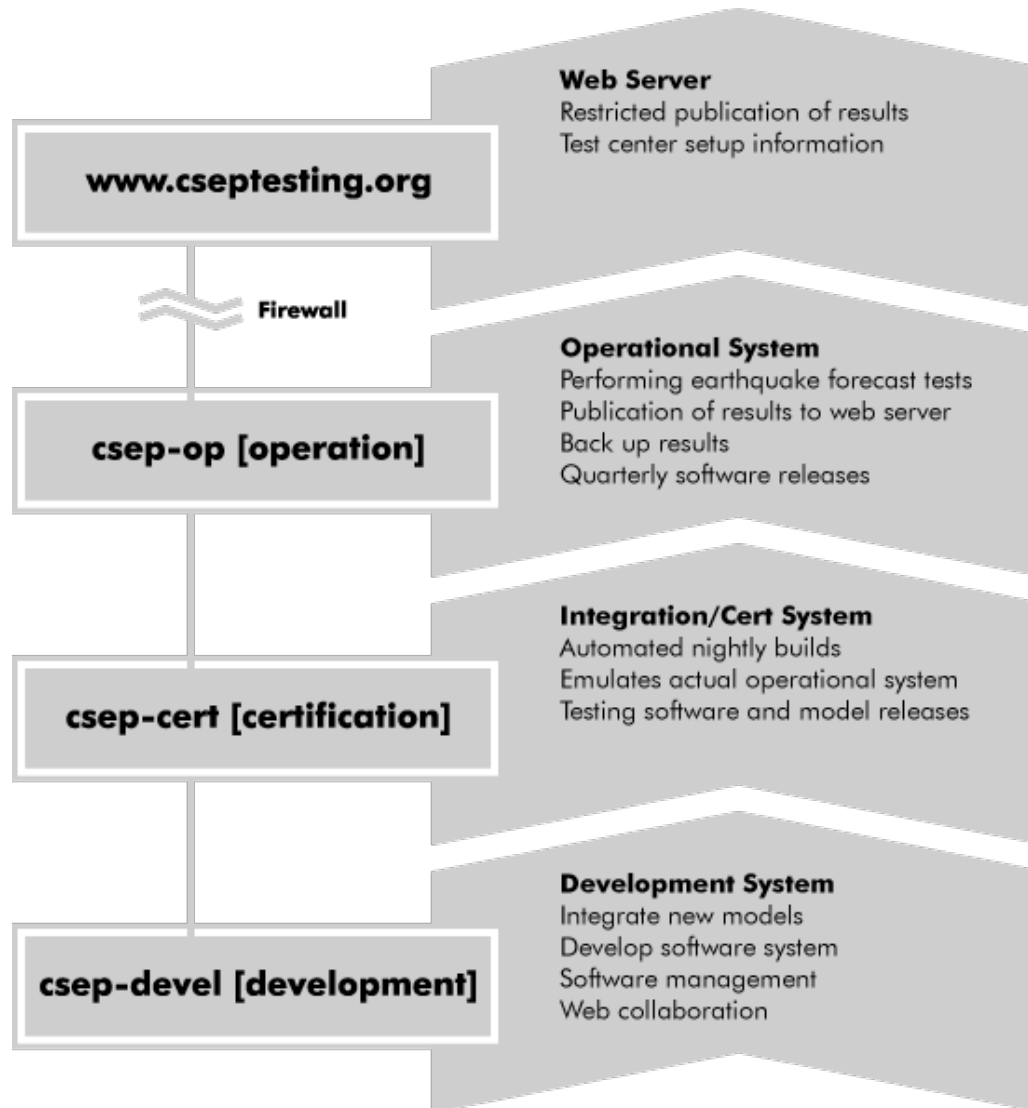 Web Server
Restricted publication of results
Test center setup information
www.cseptesting.org
Firewall
Operational System
Performing earthquake forecast tests
Publication of results to web server
Back up results
Quarterly software releases
csep-op [operation]
Integration/Cert System
Automated nightly builds
Emulates actual operational system
Testing software and model releases
csep-cert [certification]
Development System
Integrate new models
Develop software system
Software management
Web collaboration
csep-devel [development]